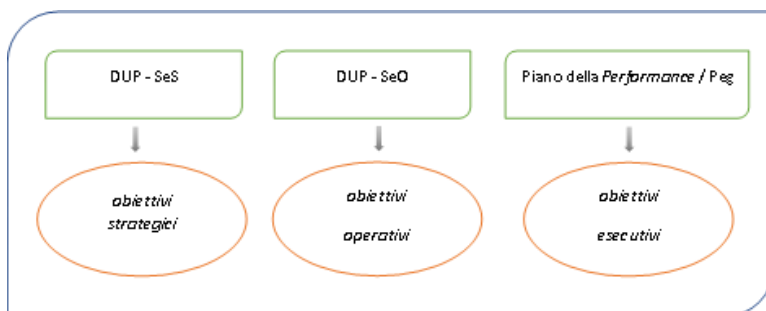 DUP - SeS
DUP - SeO
Piano della Performance / Peg
obiettivi
strategici
obiettivi
operativi
obiettivi
esecutivi